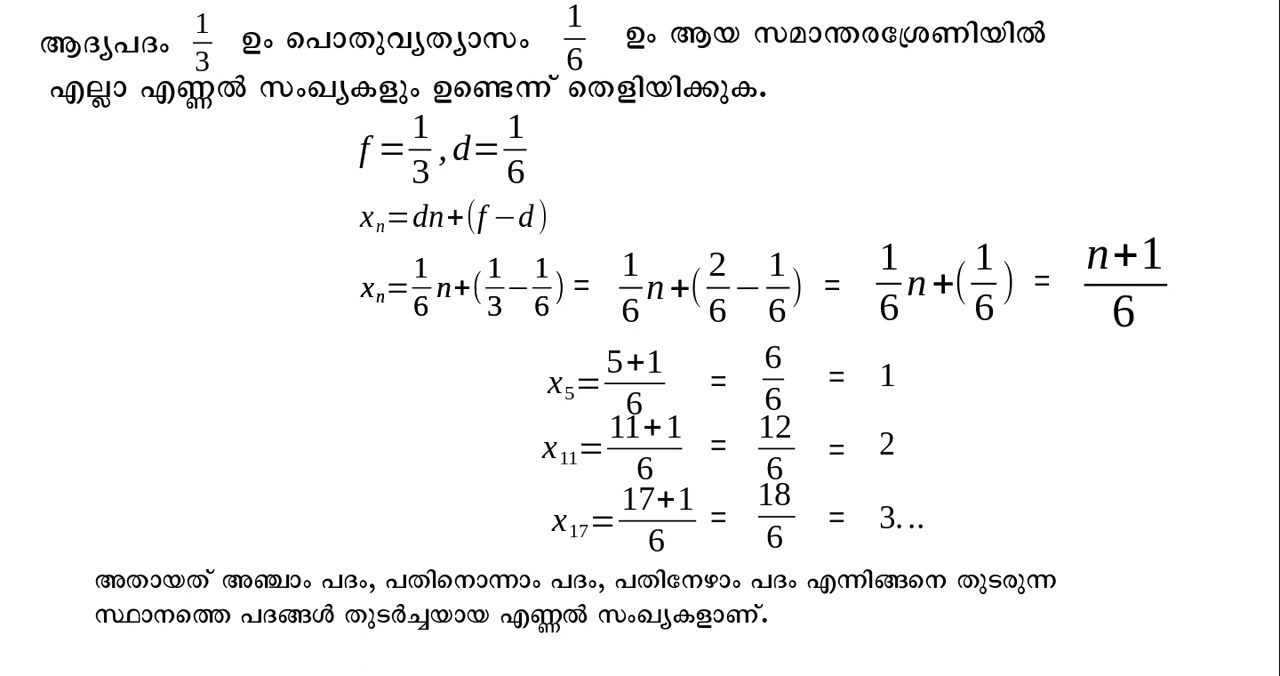 ആദ്യപദം 1/3 ഉം പൊതുവ്യത്യാസം 1/6 ഉം ആയ സമാന്തരശ്രേണിയിൽ
എല്ലാ എണ്ണൽ സംഖ്യകളും ഉണ്ടെന്ന് തെളിയിക്കുക.
f = 1/3 , d = 1/6
xₙ = dn + (f − d)
xₙ = 1/6 n + (1/3 − 1/6) = 1/6 n + (2/6 − 1/6) = 1/6 n + (1/6) = (n+1)/6
x₅ = (5+1)/6 = 6/6 = 1
x₁₁ = (11+1)/6 = 12/6 = 2
x₁₇ = (17+1)/6 = 18/6 = 3...
അതായത് അഞ്ചാം പദം, പതിനൊന്നാം പദം, പതിനേഴാം പദം എന്നിങ്ങനെ തുടരുന്ന
സ്ഥാനത്തെ പദങ്ങൾ തുടർച്ചയായ എണ്ണൽ സംഖ്യകളാണ്.